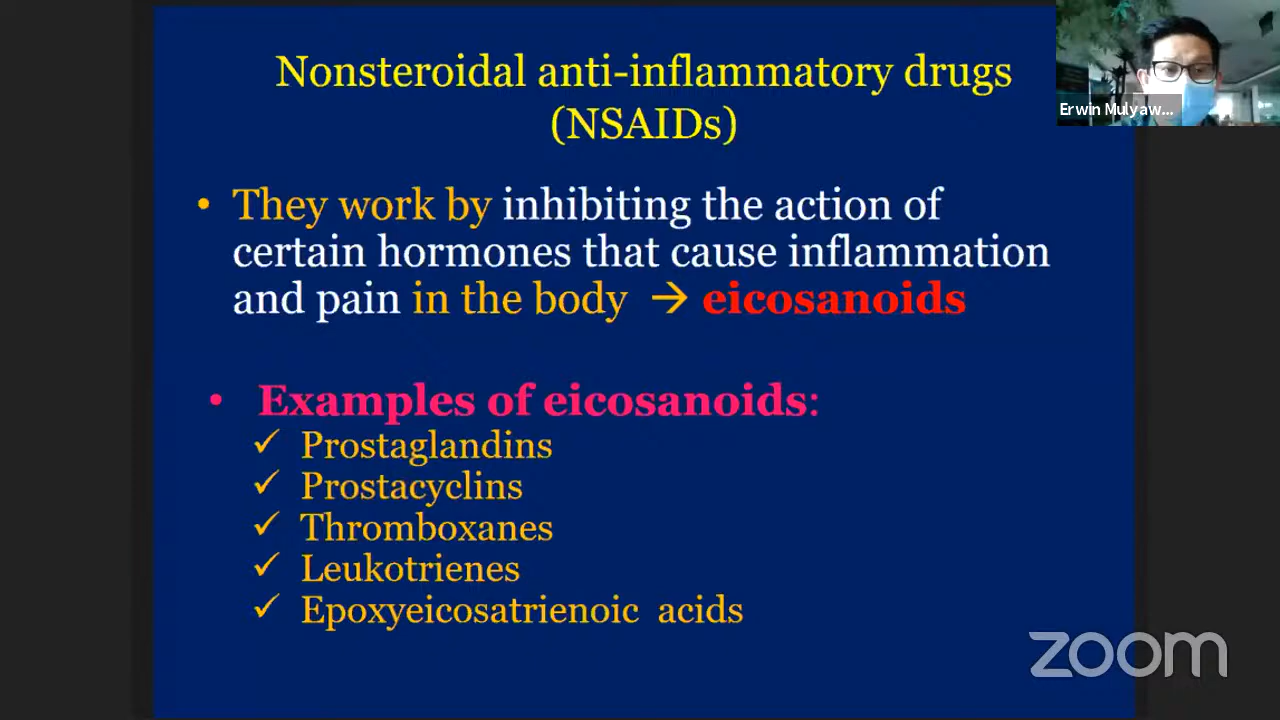 Nonsteroidal anti-inflammatory drugs
(NSAIDs)
Erwin Mulyaw...
• They work by inhibiting the action of
certain hormones that cause inflammation
and pain in the body → eicosanoids
• Examples of eicosanoids:
✓ Prostaglandins
✓ Prostacyclins
✓ Thromboxanes
✓ Leukotrienes
✓ Epoxyeicosatrienoic acids
zoom